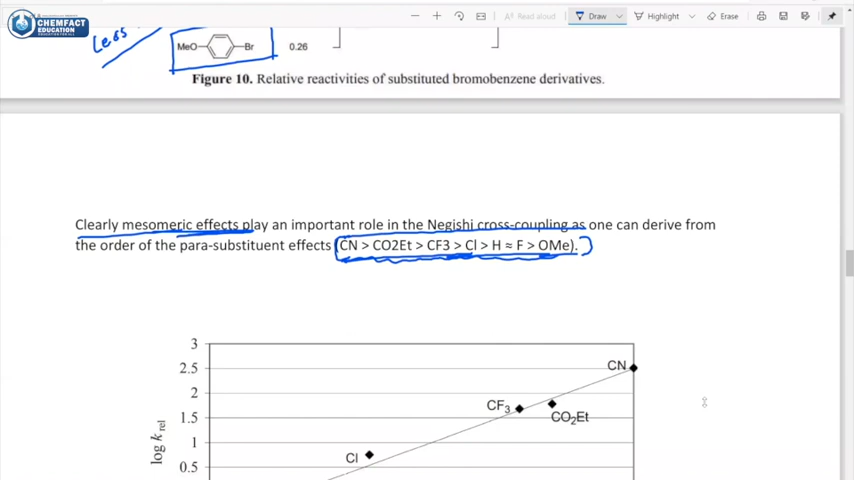 CHEMFACT
EDUCATION
Read aloud
Draw
Highlight
Erase
Less
MeO
Br
0.26
Figure 10. Relative reactivities of substituted bromobenzene derivatives.
Clearly mesomeric effects play an important role in the Negishi cross-coupling as one can derive from
the order of the para-substituent effects (CN > CO2Et > CF3 > Cl > H ≈ F > OMe).
3
CN
2.5
2
CF3
CO2Et
1.5
log k rel
1
Cl
0.5